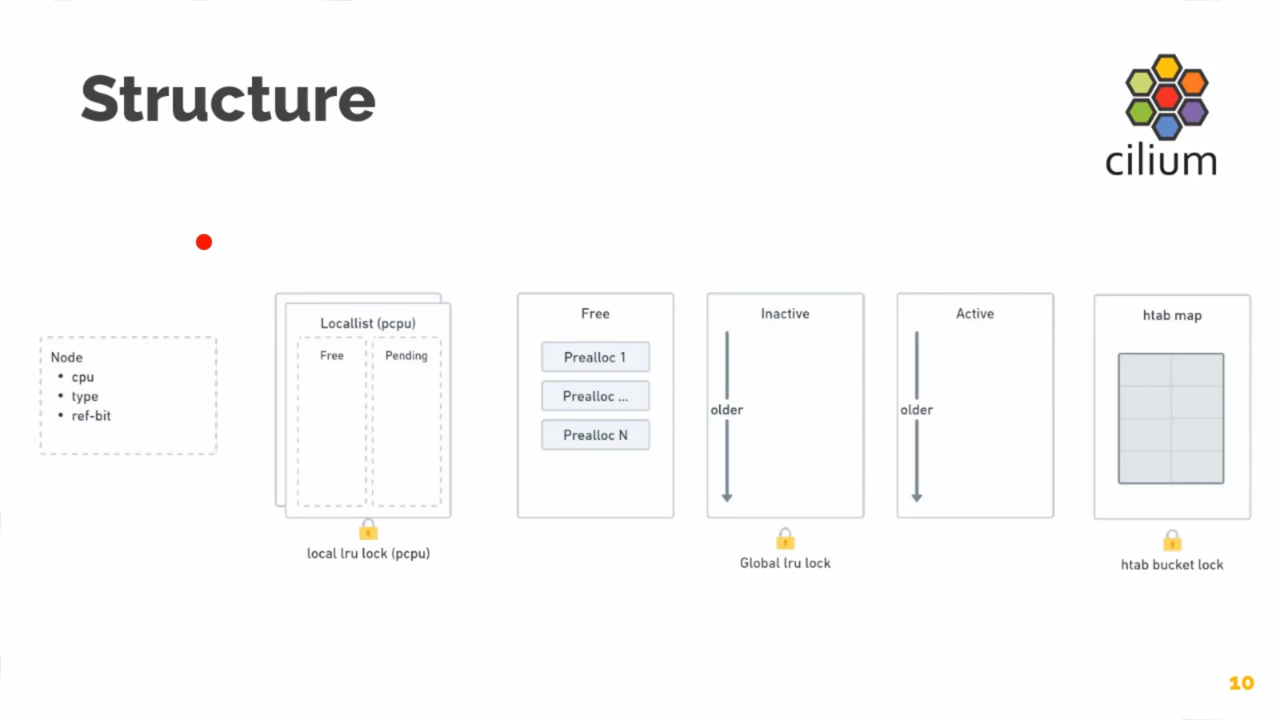 Structure
cilium
Node
• cpu
• type
• ref-bit
Locallist (pcpu)
Free
Pending
local lru lock (pcpu)
Free
Prealloc 1
Prealloc ...
Prealloc N
Inactive
older
Global lru lock
Active
older
htab map
htab bucket lock
10